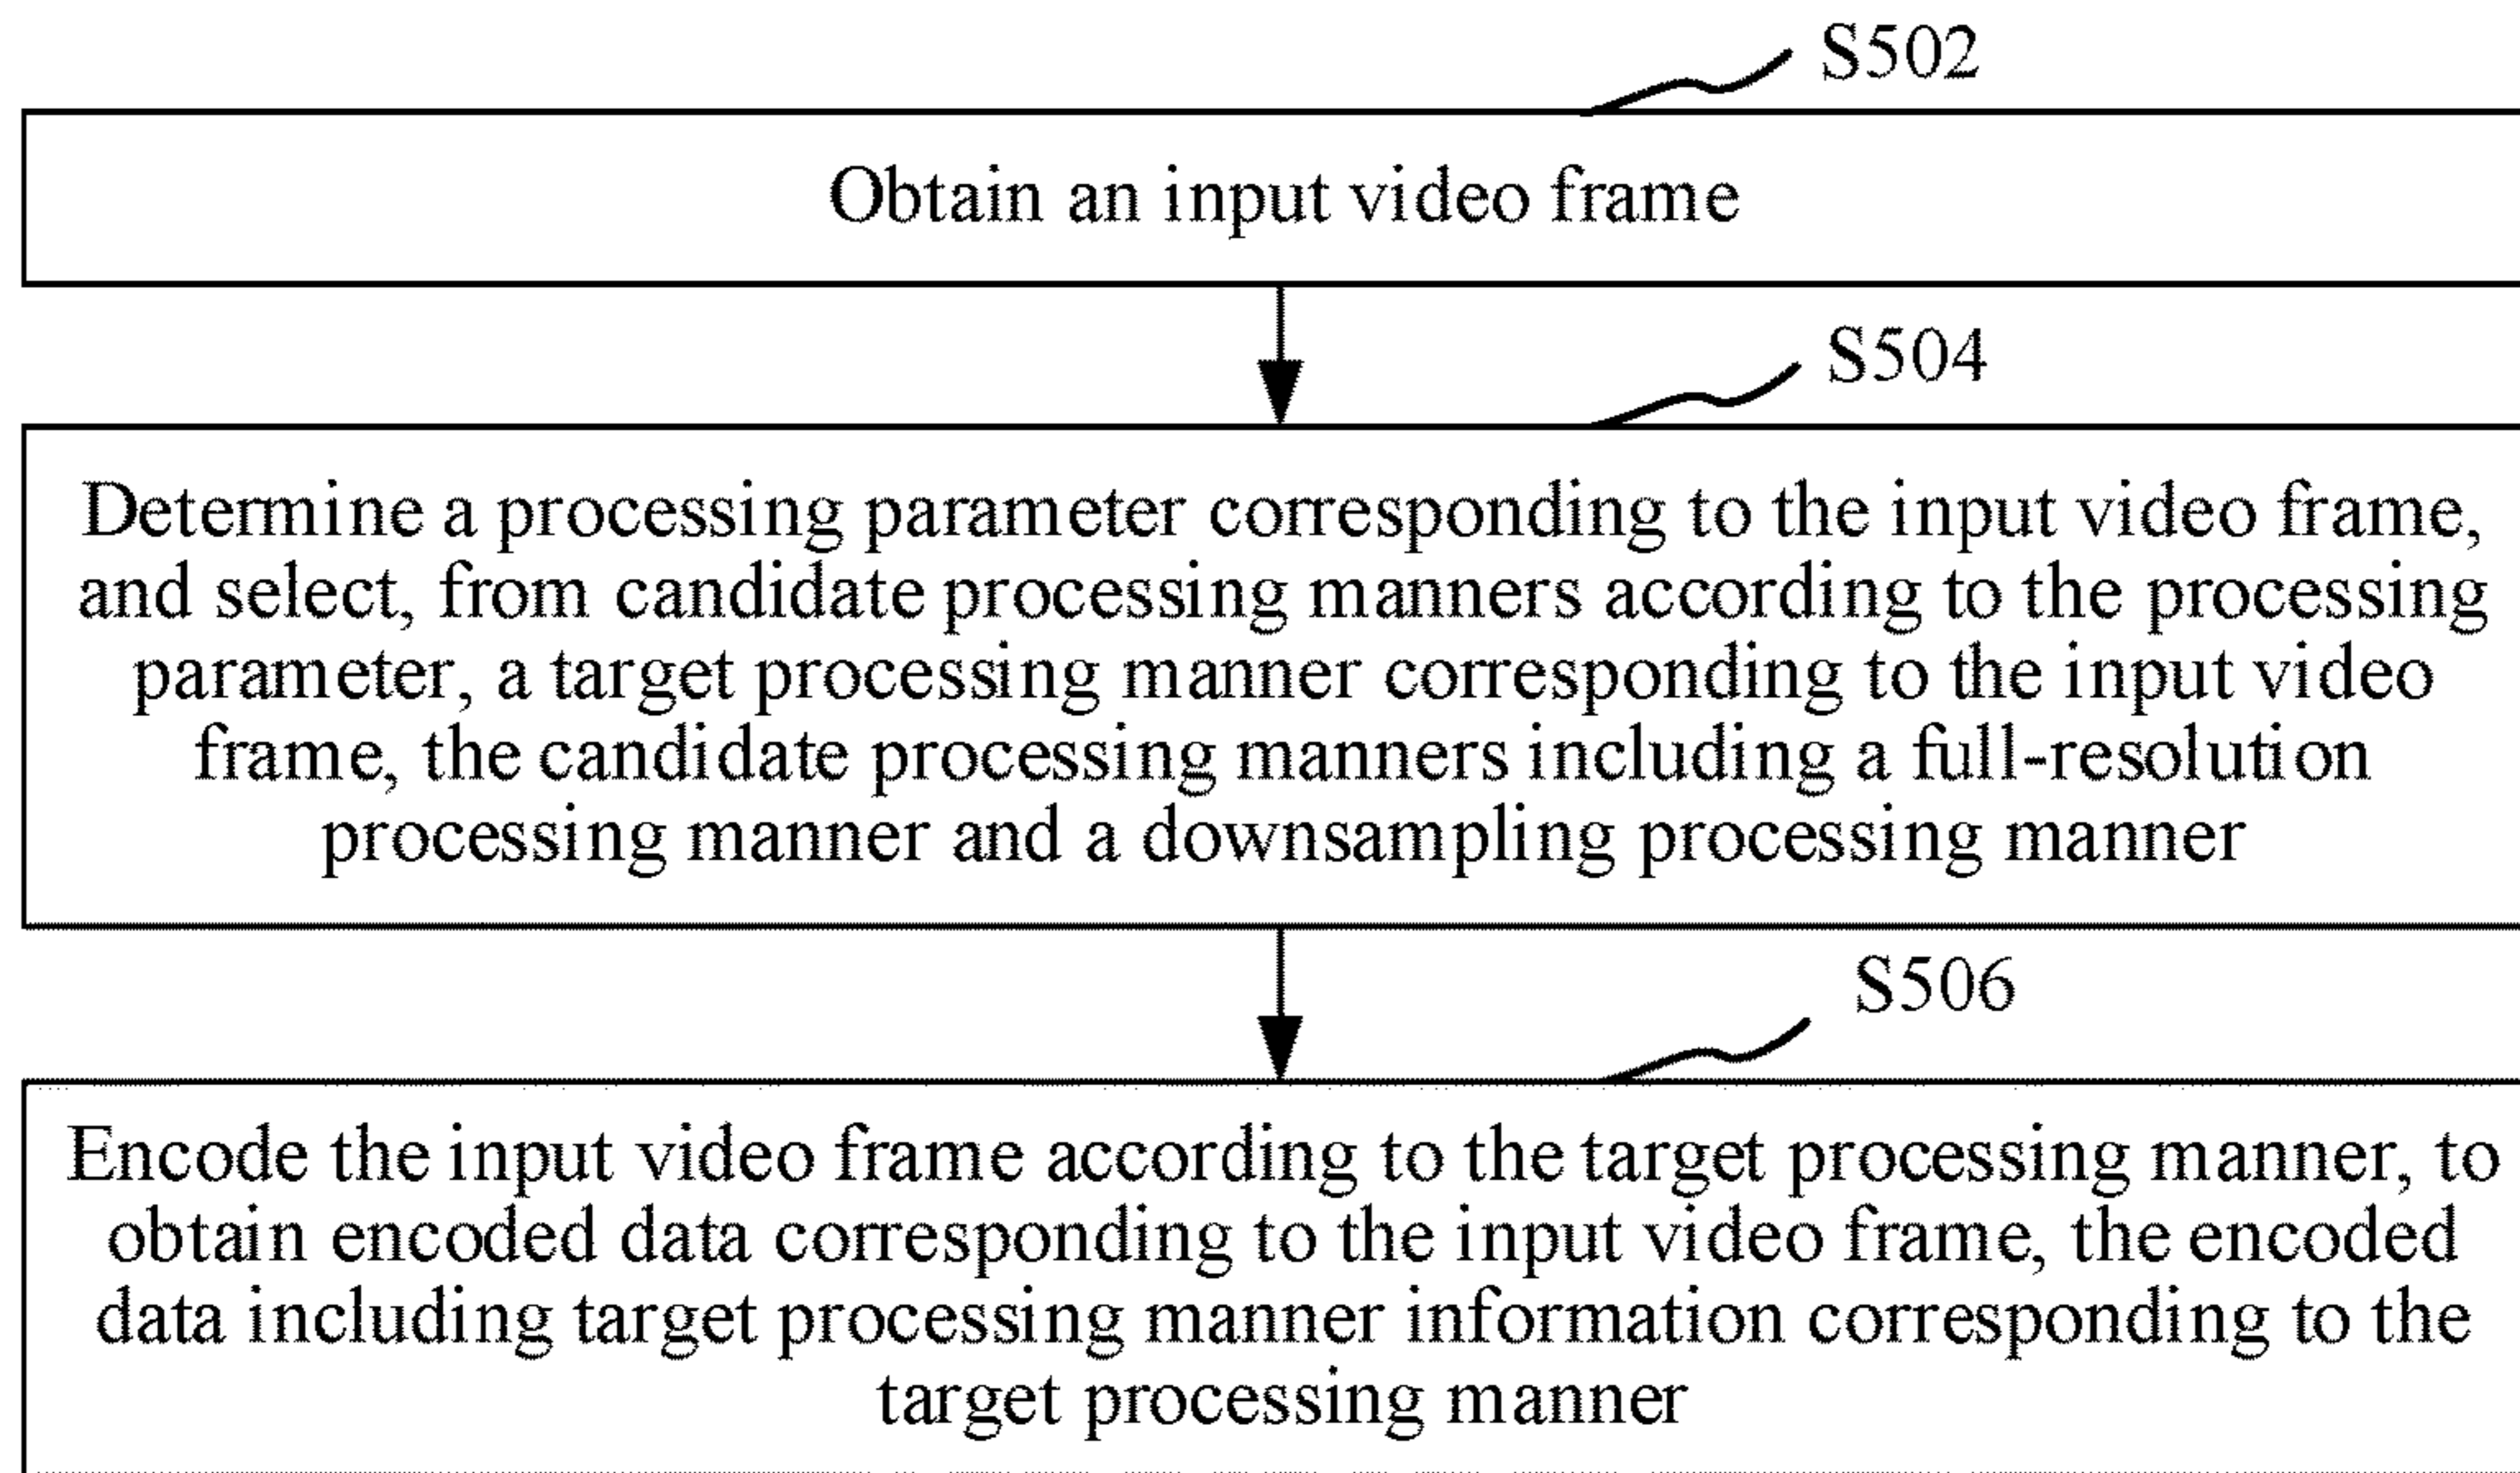 S502
Obtain an input video frame
S504
Determine a processing parameter corresponding to the input video frame,
and select, from candidate processing manners according to the processing
parameter, a target processing manner corresponding to the input video
frame, the candidate processing manners including a full-resolution
processing manner and a downsampling processing manner
S506
Encode the input video frame according to the target processing manner, to
obtain encoded data corresponding to the input video frame, the encoded
data including target processing manner information corresponding to the
target processing manner